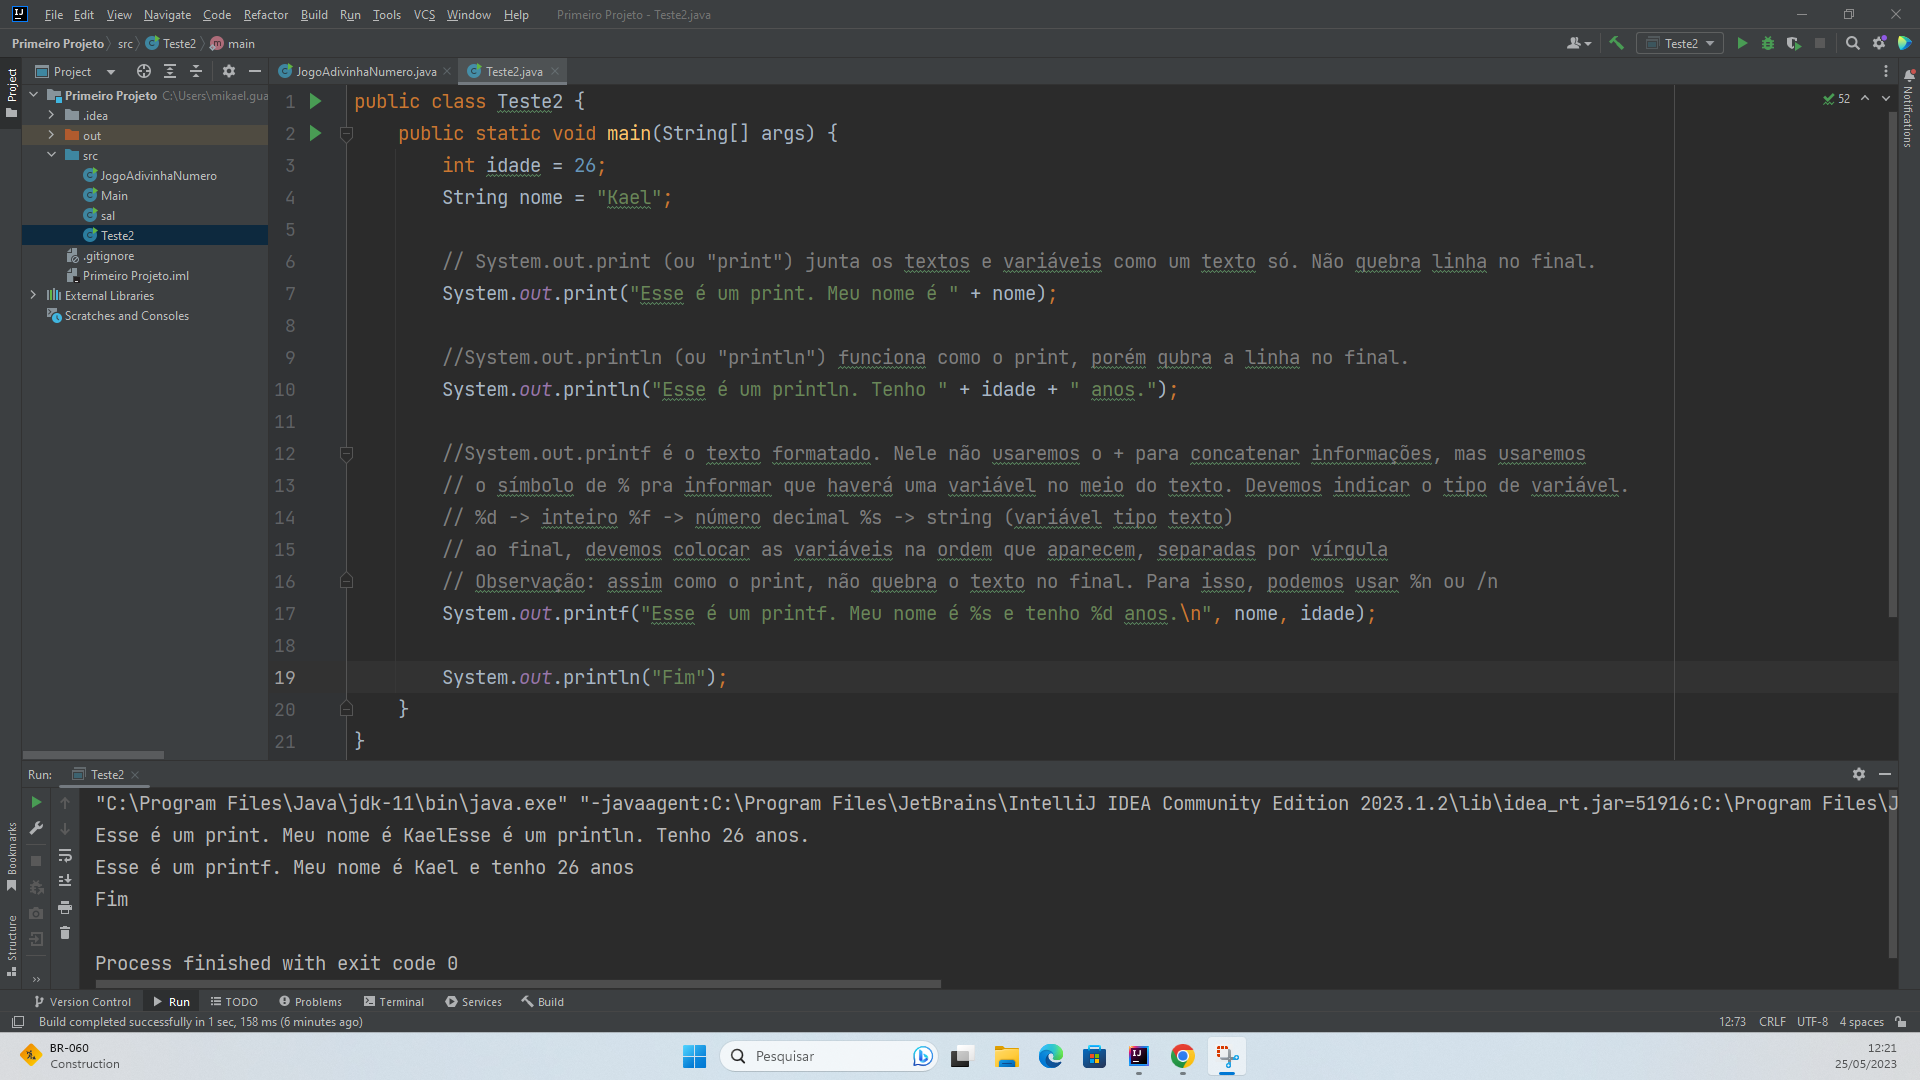 File Edit View Navigate Code Refactor Build Run Tools VCS Window Help Primeiro Projeto - Teste2.java
Primeiro Projeto src Teste2 main
Teste2
Project
JogoAdivinhaNumero.java
Teste2.java
Project
Notifications
Primeiro Projeto C:\Users\mikael.gua
.idea
out
src
JogoAdivinhaNumero
Main
sal
Teste2
.gitignore
Primeiro Projeto.iml
External Libraries
Scratches and Consoles
52
1 public class Teste2 {
2 public static void main(String[] args) {
3 int idade = 26;
4 String nome = "Kael";
5
6 // System.out.print (ou "print") junta os textos e variáveis como um texto só. Não quebra linha no final.
7 System.out.print("Esse é um print. Meu nome é " + nome);
8
9 //System.out.println (ou "println") funciona como o print, porém qubra a linha no final.
10 System.out.println("Esse é um println. Tenho " + idade + " anos.");
11
12 //System.out.printf é o texto formatado. Nele não usaremos o + para concatenar informações, mas usaremos
13 // o símbolo de % pra informar que haverá uma variável no meio do texto. Devemos indicar o tipo de variável.
14 // %d -> inteiro %f -> número decimal %s -> string (variável tipo texto)
15 // ao final, devemos colocar as variáveis na ordem que aparecem, separadas por vírgula
16 // Observação: assim como o print, não quebra o texto no final. Para isso, podemos usar %n ou /n
17 System.out.printf("Esse é um printf. Meu nome é %s e tenho %d anos.\n", nome, idade);
18
19 System.out.println("Fim");
20 }
21 }
Run: Teste2
"C:\Program Files\Java\jdk-11\bin\java.exe" "-javaagent:C:\Program Files\JetBrains\IntelliJ IDEA Community Edition 2023.1.2\lib\idea_rt.jar=51916:C:\Program Files\J
Esse é um print. Meu nome é KaelEsse é um println. Tenho 26 anos.
Esse é um printf. Meu nome é Kael e tenho 26 anos
Fim
Process finished with exit code 0
Bookmarks
Structure
Version Control Run TODO Problems Terminal Services Build
Build completed successfully in 1 sec, 158 ms (6 minutes ago)
12:73 CRLF UTF-8 4 spaces
BR-060
Construction
Pesquisar
12:21
25/05/2023